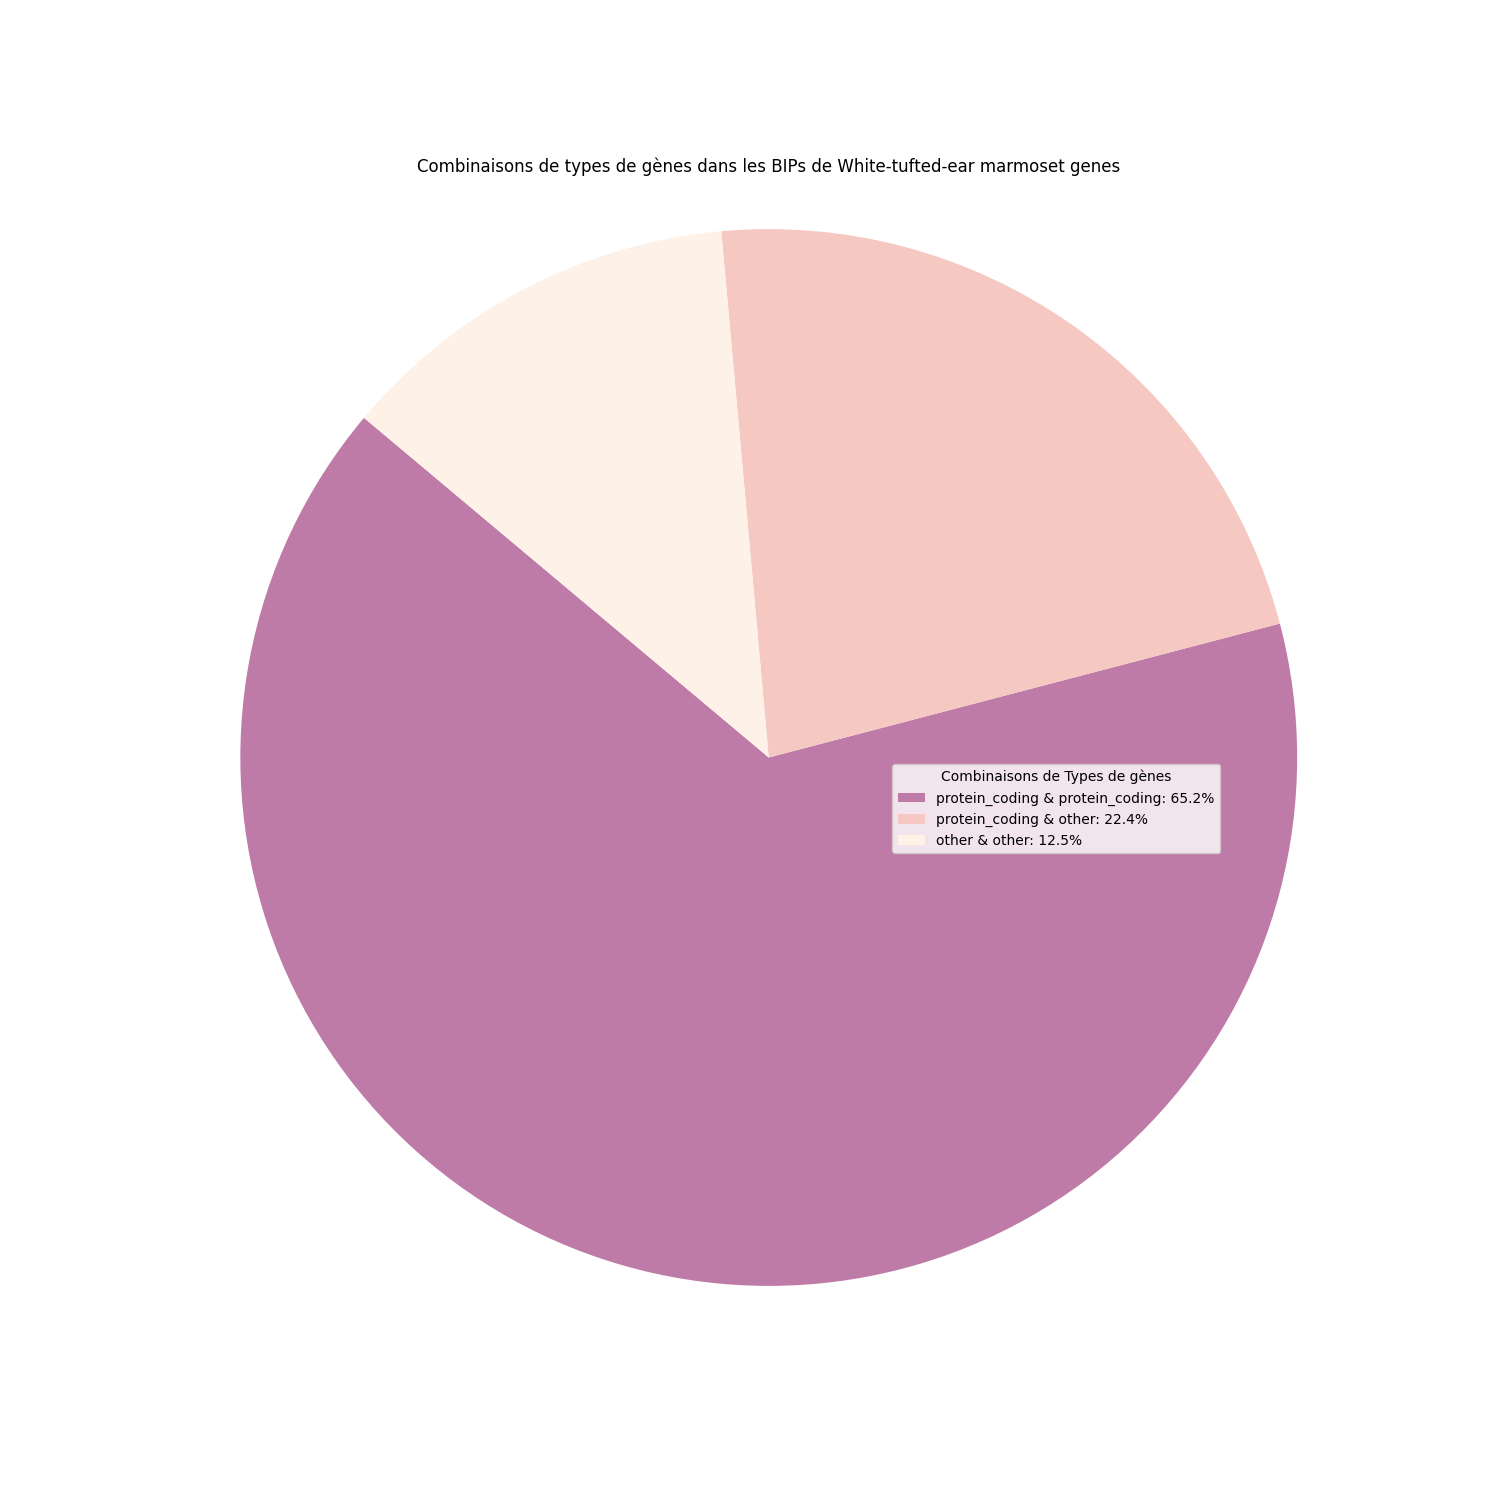 Combinaisons de types de gènes dans les BIPs de White-tufted-ear marmoset genes
Combinaisons de Types de gènes
protein_coding & protein_coding: 65.2%
protein_coding & other: 22.4%
other & other: 12.5%